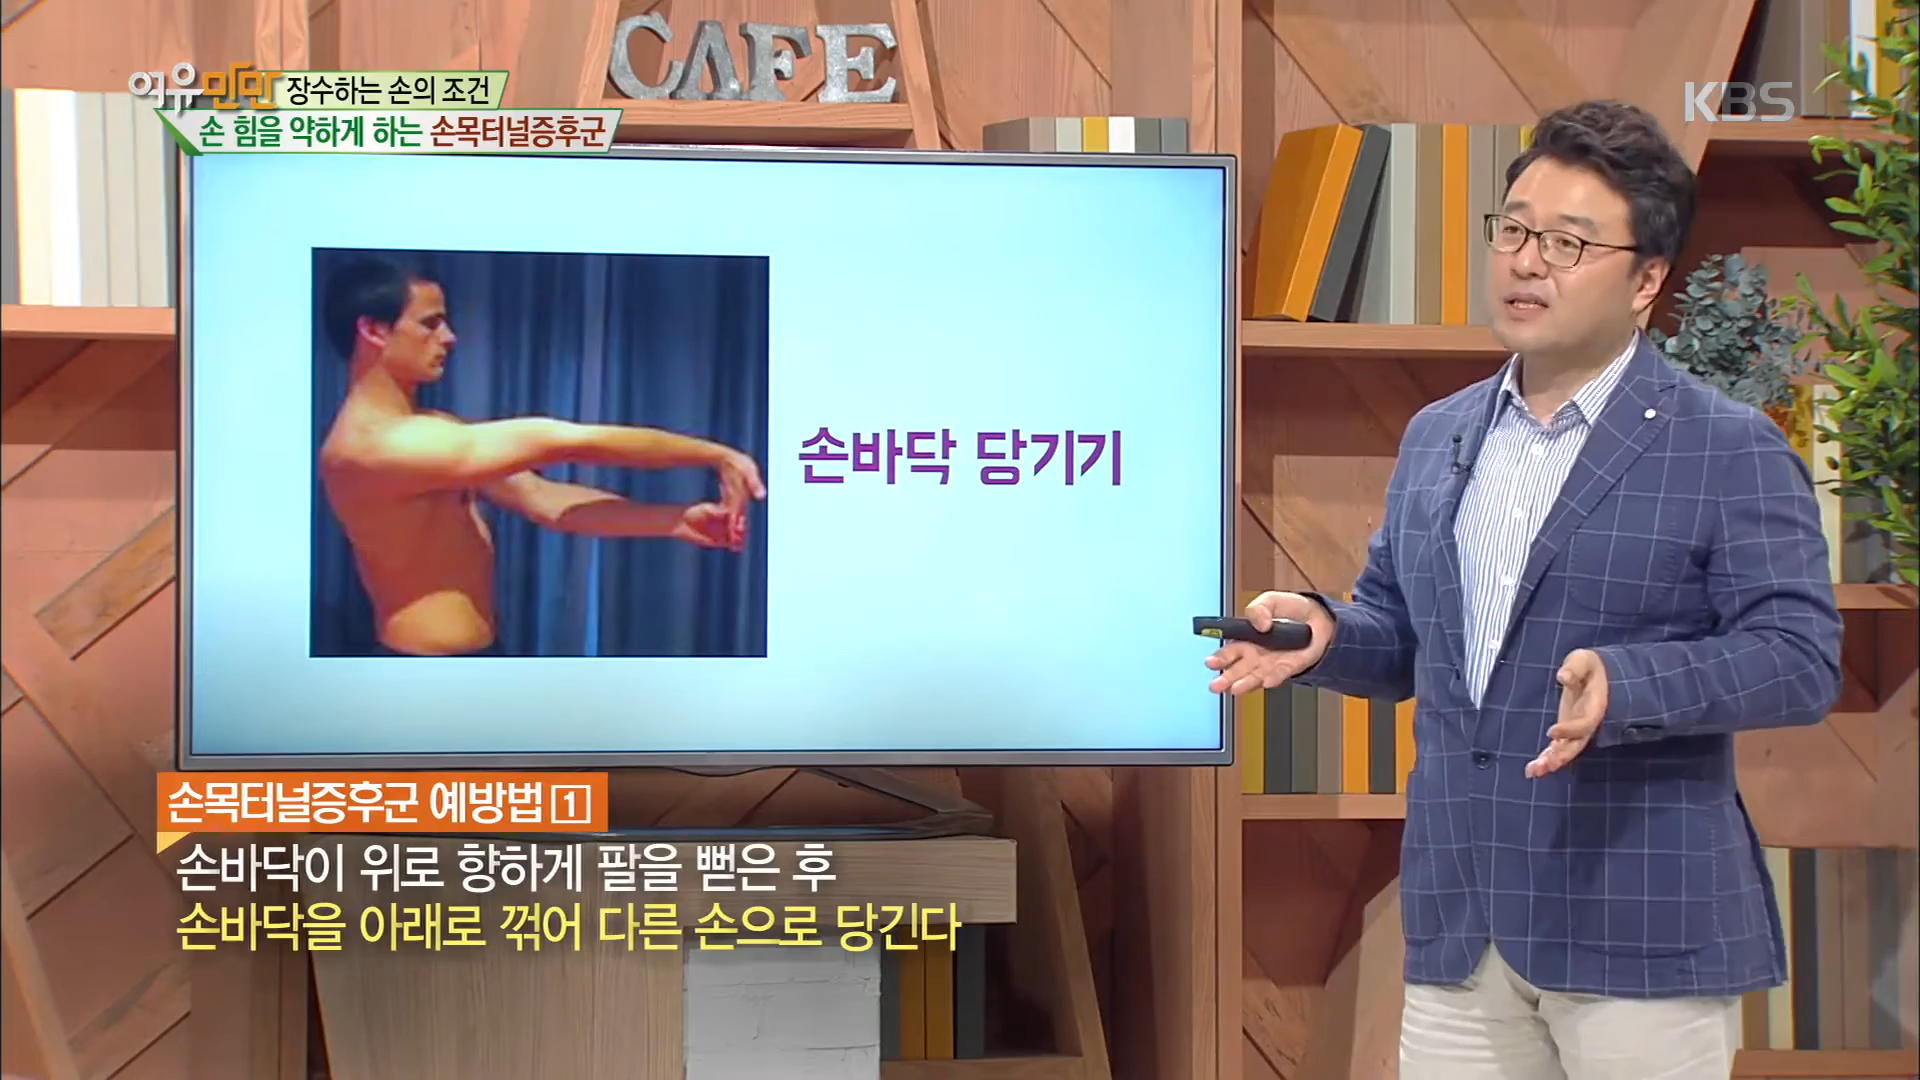 CAFE
여유만만 장수하는 손의 조건
손 힘을 약하게 하는 손목터널증후군
KBS
손바닥 당기기
손목터널증후군 예방법 1
손바닥이 위로 향하게 팔을 뻗은 후
손바닥을 아래로 꺾어 다른 손으로 당긴다